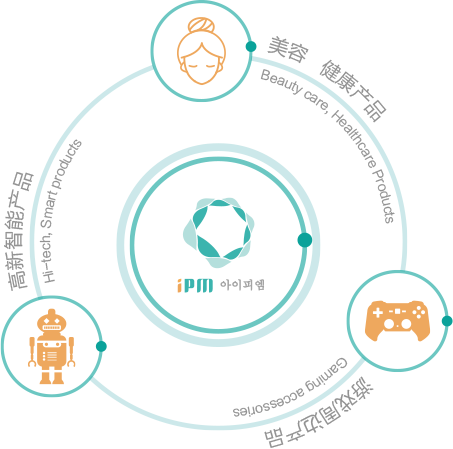 美容 健康产品
Beauty care, Healthcare Products
高新智能产品
Hi-tech, Smart products
iPM 아이피엠
Gaming accessories
游戏周边产品